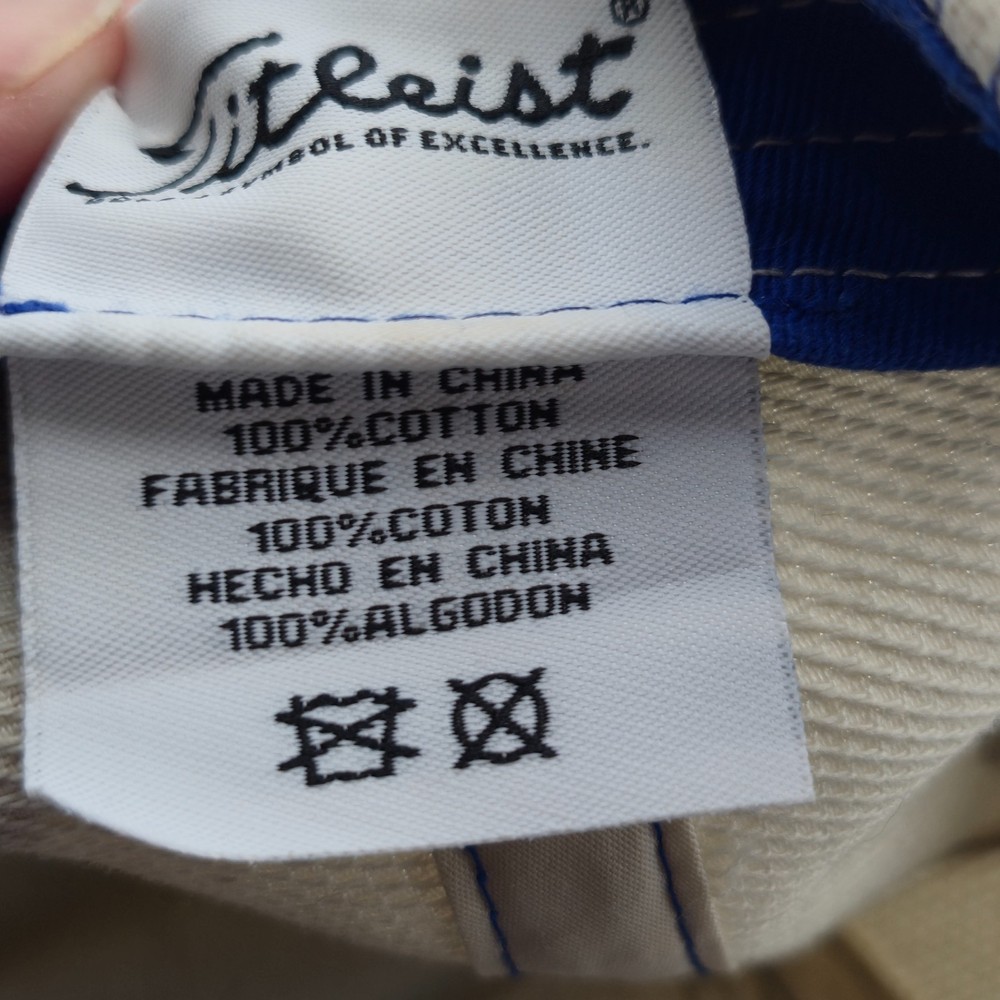 Titleist®
SYMBOL OF EXCELLENCE.
MADE IN CHINA
100%COTTON
FABRIQUE EN CHINE
100%COTON
HECHO EN CHINA
100%ALGODON